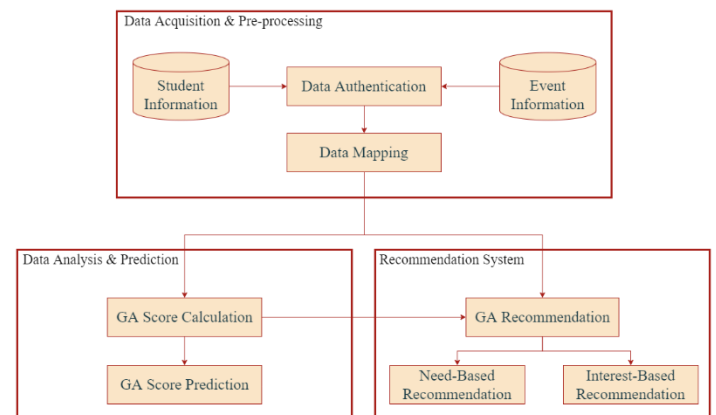 Data Acquisition & Pre-processing
Student
Information
Data Authentication
Event
Information
Data Mapping
Data Analysis & Prediction
GA Score Calculation
GA Score Prediction
Recommendation System
GA Recommendation
Need-Based
Recommendation
Interest-Based
Recommendation